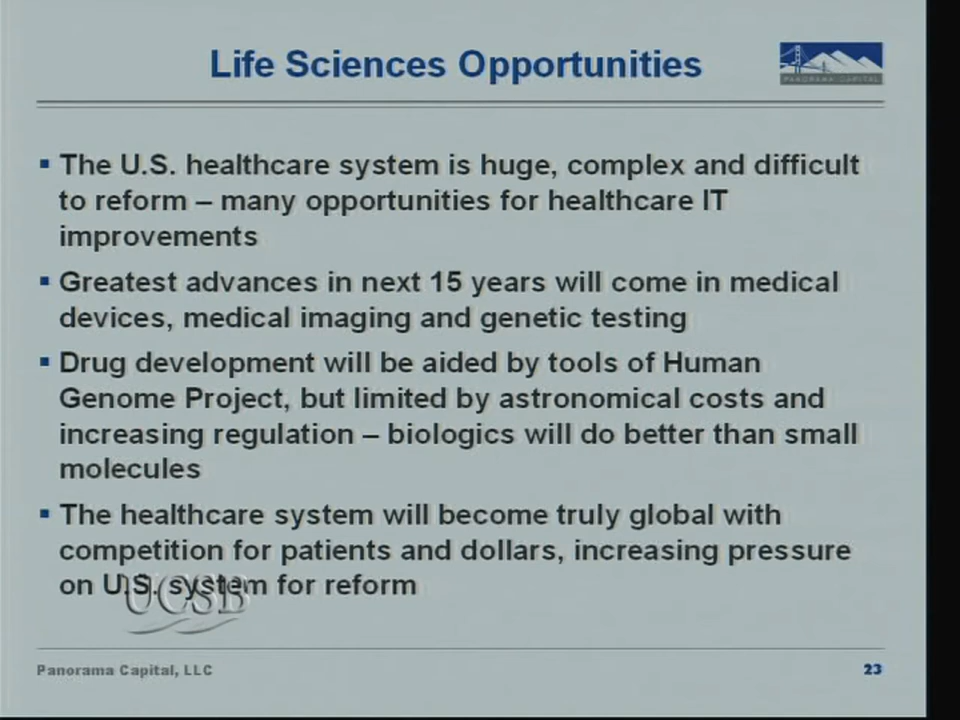 Life Sciences Opportunities
PANORAMA CAPITAL
▪ The U.S. healthcare system is huge, complex and difficult
to reform – many opportunities for healthcare IT
improvements
▪ Greatest advances in next 15 years will come in medical
devices, medical imaging and genetic testing
▪ Drug development will be aided by tools of Human
Genome Project, but limited by astronomical costs and
increasing regulation – biologics will do better than small
molecules
▪ The healthcare system will become truly global with
competition for patients and dollars, increasing pressure
on U.S. system for reform
UCSB
Panorama Capital, LLC
23